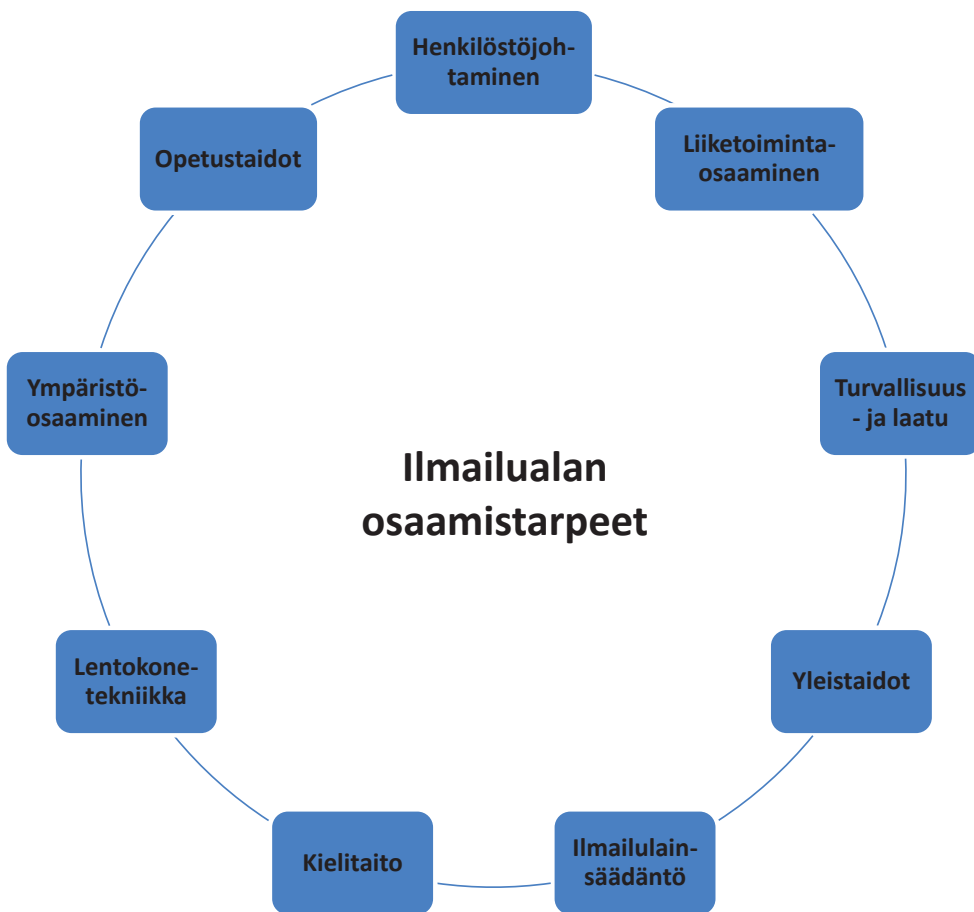 Henkilöstöjoh-
taminen
Liiketoiminta-
osaaminen
Turvallisuus
- ja laatu
Yleistaidot
Ilmailulain-
säädäntö
Kielitaito
Lentokone-
tekniikka
Ympäristö-
osaaminen
Opetustaidot
Ilmailualan
osaamistarpeet